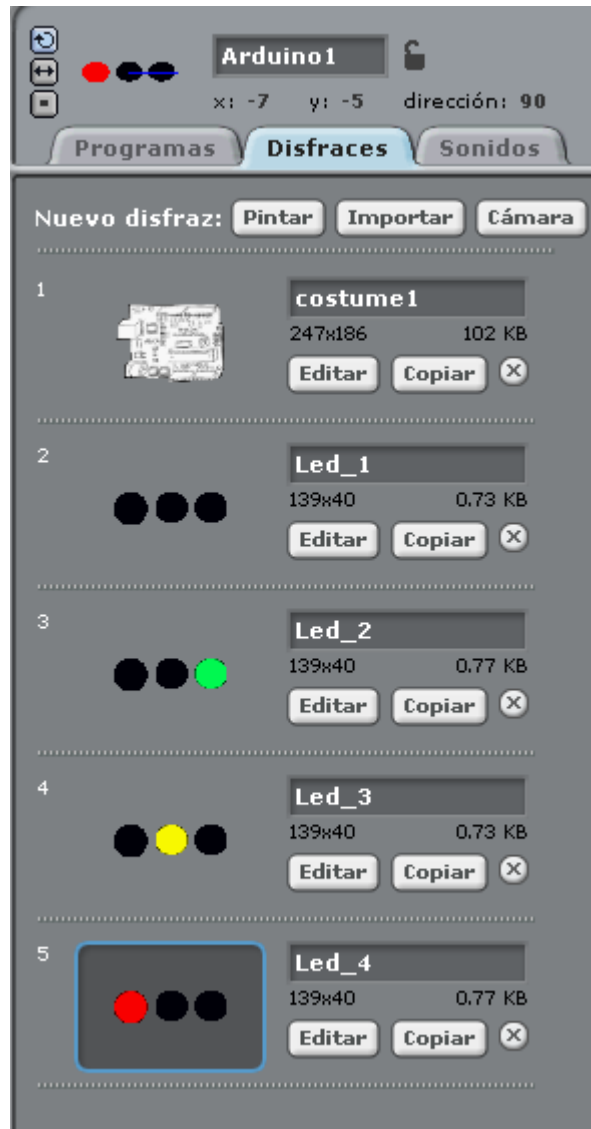 Arduino1
x: -7 y: -5 dirección: 90
Programas Disfraces Sonidos
Nuevo disfraz: Pintar Importar Cámara
1
costume1
247x186 102 KB
Editar Copiar
2
Led_1
139x40 0.73 KB
Editar Copiar
3
Led_2
139x40 0.77 KB
Editar Copiar
4
Led_3
139x40 0.73 KB
Editar Copiar
5
Led_4
139x40 0.77 KB
Editar Copiar